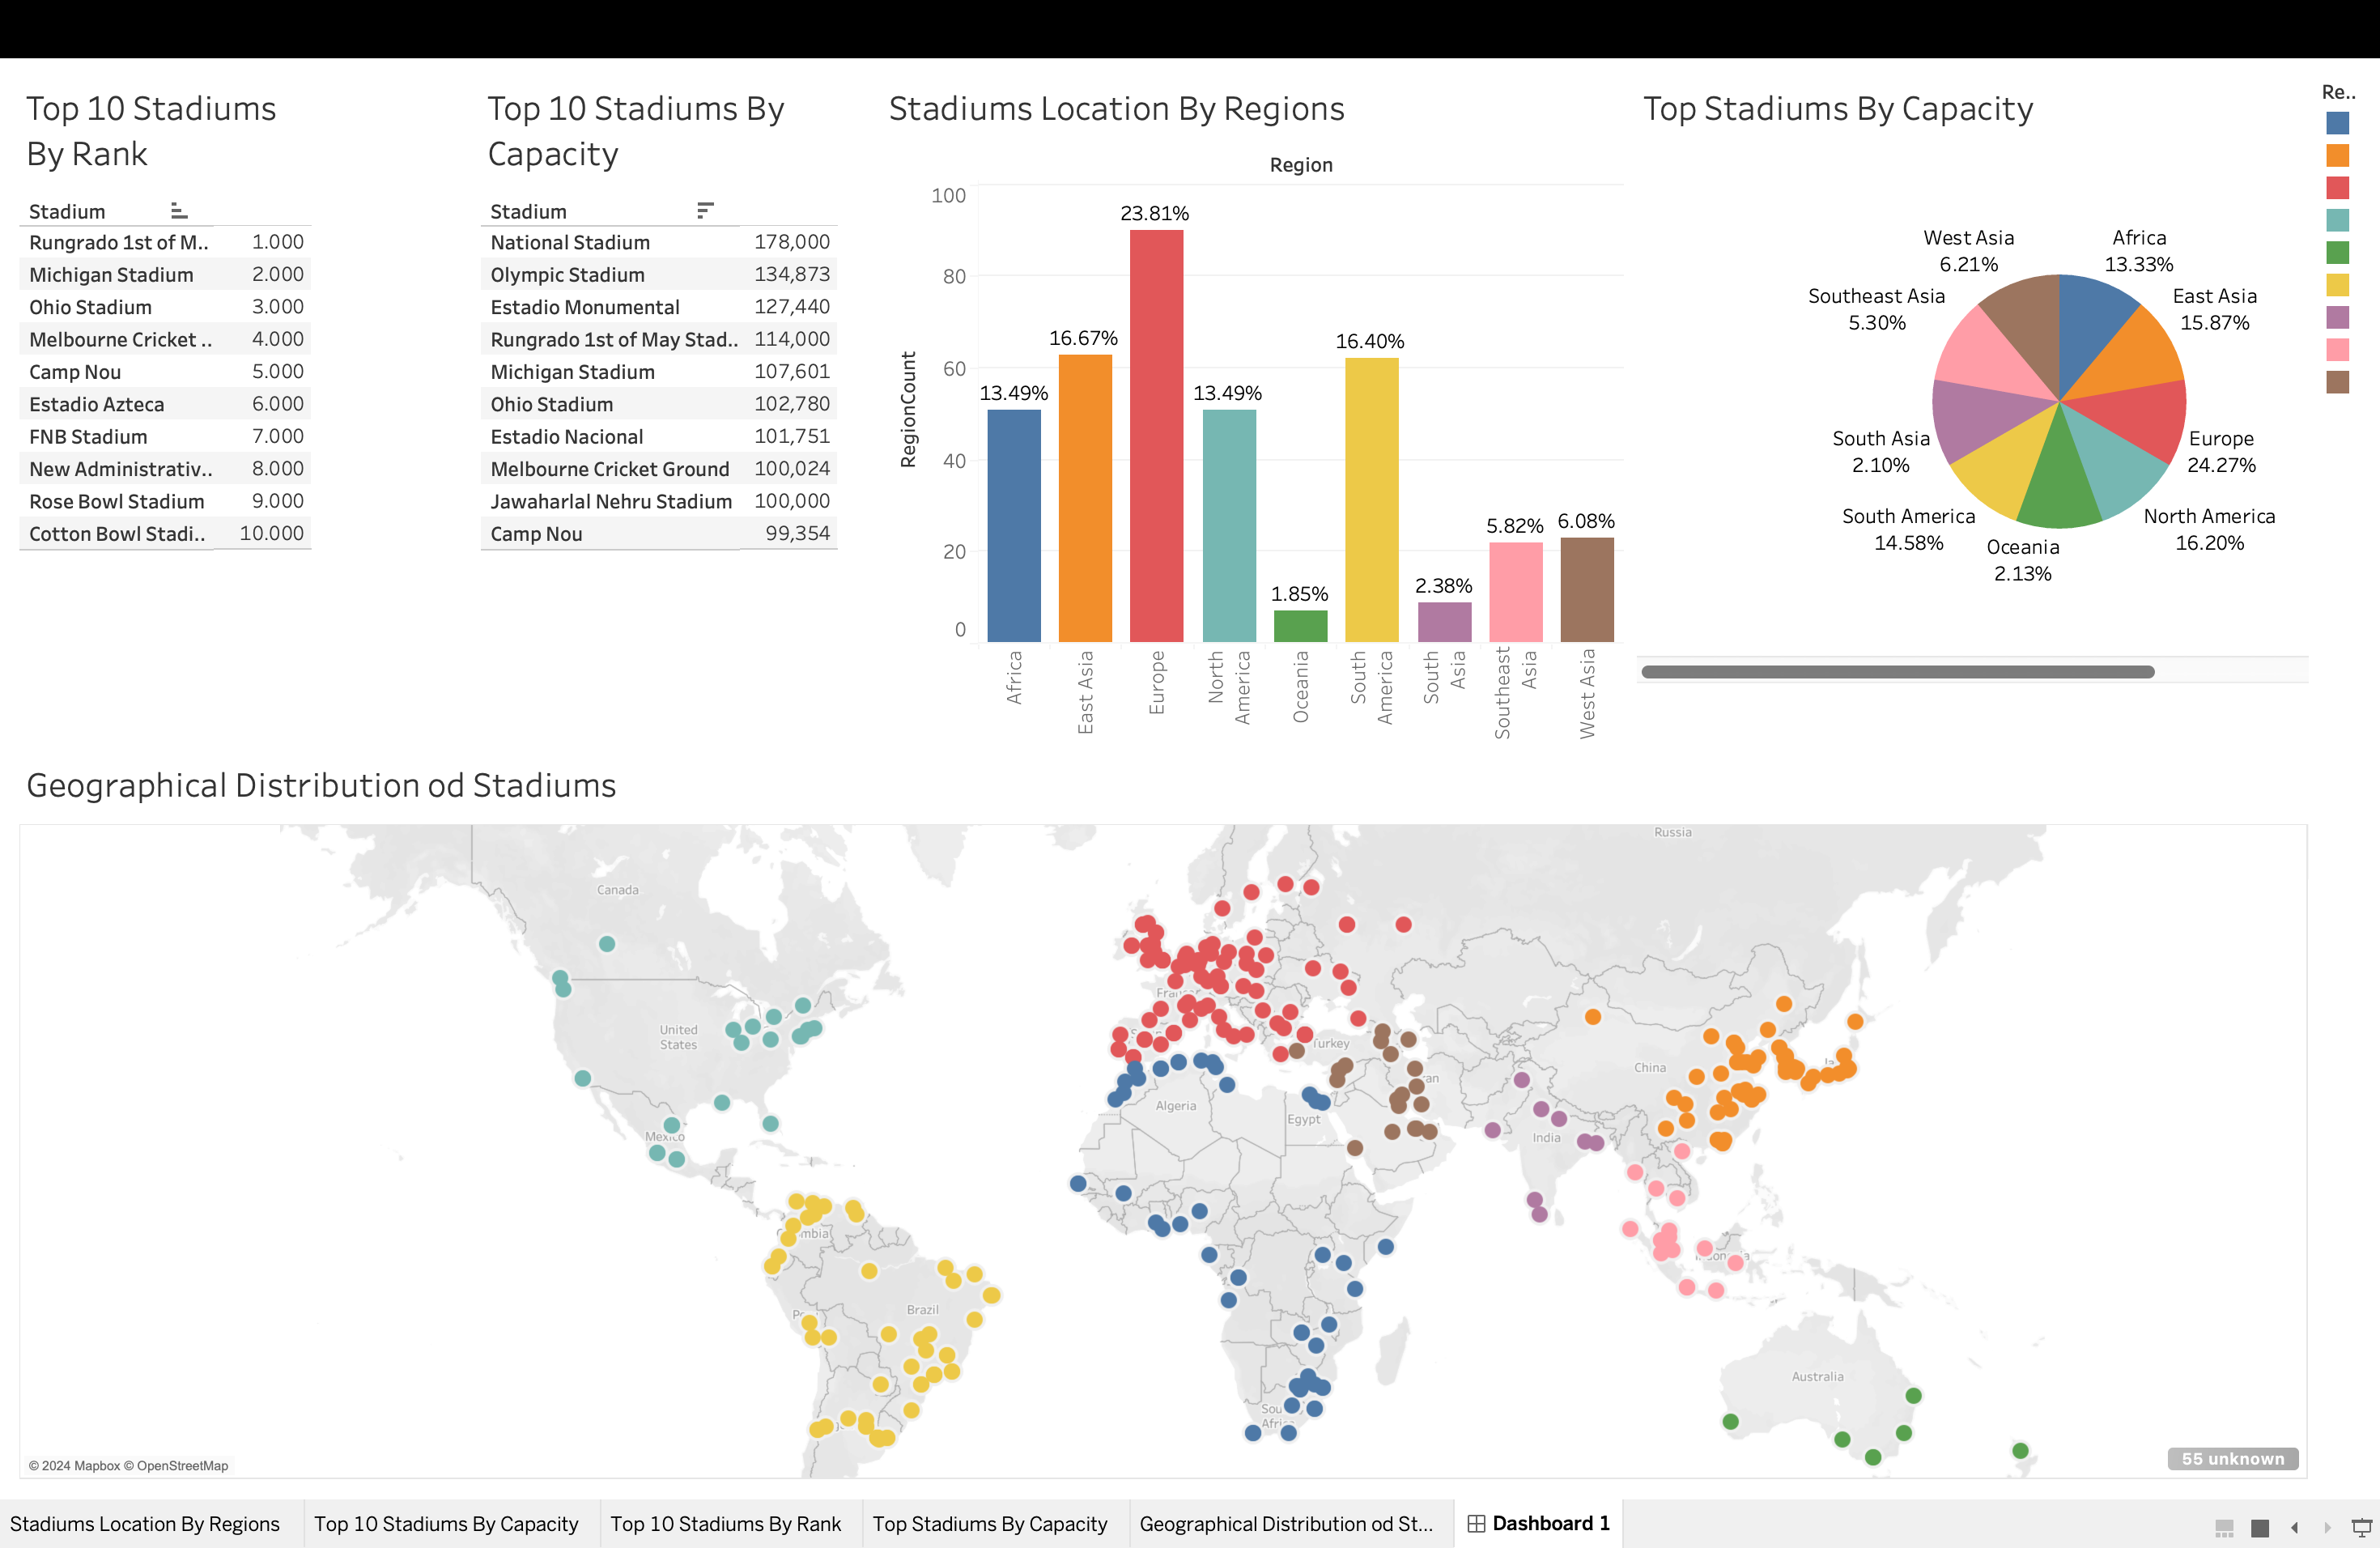 Top 10 Stadiums
By Rank
Stadium
Rungrado 1st of M.. 1.000
Michigan Stadium 2.000
Ohio Stadium 3.000
Melbourne Cricket .. 4.000
Camp Nou 5.000
Estadio Azteca 6.000
FNB Stadium 7.000
New Administrativ.. 8.000
Rose Bowl Stadium 9.000
Cotton Bowl Stadi.. 10.000
Top 10 Stadiums By
Capacity
Stadium
National Stadium 178,000
Olympic Stadium 134,873
Estadio Monumental 127,440
Rungrado 1st of May Stad.. 114,000
Michigan Stadium 107,601
Ohio Stadium 102,780
Estadio Nacional 101,751
Melbourne Cricket Ground 100,024
Jawaharlal Nehru Stadium 100,000
Camp Nou 99,354
Stadiums Location By Regions
Region
RegionCount
100
80
60
40
20
0
13.49%
16.67%
23.81%
13.49%
1.85%
16.40%
2.38%
5.82%
6.08%
Africa
East Asia
Europe
North
America
Oceania
South
America
South
Asia
Southeast
Asia
West Asia
Top Stadiums By Capacity
Africa
13.33%
East Asia
15.87%
Europe
24.27%
North America
16.20%
Oceania
2.13%
South America
14.58%
South Asia
2.10%
Southeast Asia
5.30%
West Asia
6.21%
Re..
Geographical Distribution od Stadiums
Russia
Canada
United
States
Mexico
Brazil
Algeria
Egypt
Turkey
China
India
Australia
© 2024 Mapbox © OpenStreetMap
55 unknown
Stadiums Location By Regions
Top 10 Stadiums By Capacity
Top 10 Stadiums By Rank
Top Stadiums By Capacity
Geographical Distribution od St...
Dashboard 1